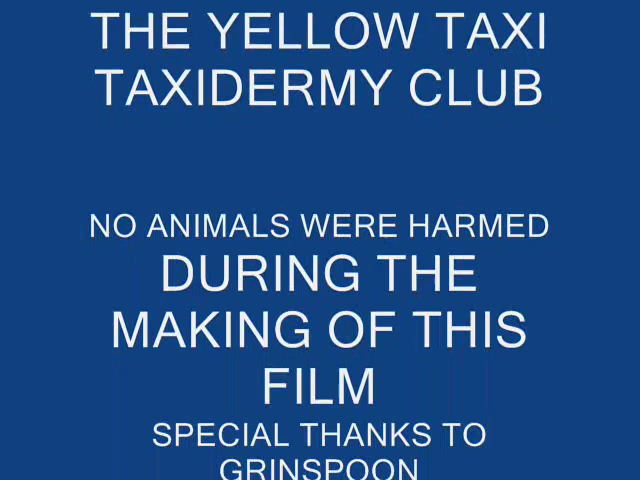 THE YELLOW TAXI
TAXIDERMY CLUB
NO ANIMALS WERE HARMED
DURING THE
MAKING OF THIS
FILM
SPECIAL THANKS TO
GRINSPOON